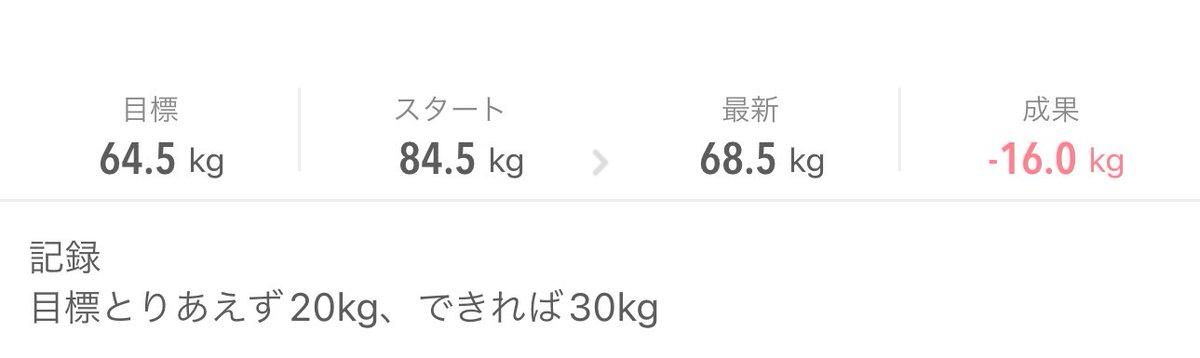 目標 スタート 最新 成果
64.5 kg 84.5 kg 68.5 kg -16.0 kg
記録
目標とりあえず20kg、できれば30kg